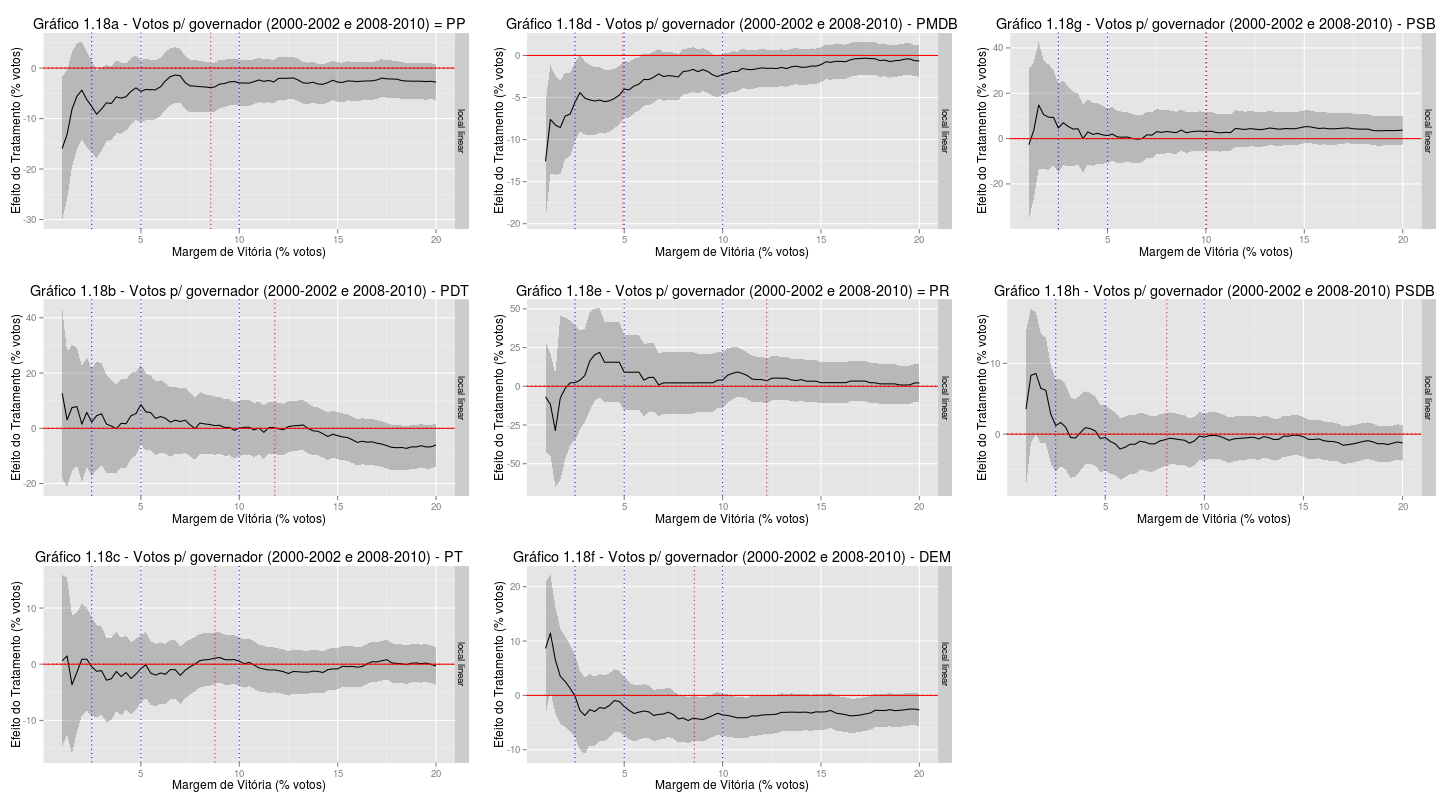 Gráfico 1.18a - Votos p/ governador (2000-2002 e 2008-2010) = PP
Efeito do Tratamento (% votos)
0
-10
-20
-30
local linear
5
10
15
20
Margem de Vitória (% votos)
Gráfico 1.18d - Votos p/ governador (2000-2002 e 2008-2010) - PMDB
Efeito do Tratamento (% votos)
0
-5
-10
-15
-20
local linear
5
10
15
20
Margem de Vitória (% votos)
Gráfico 1.18g - Votos p/ governador (2000-2002 e 2008-2010) - PSB
Efeito do Tratamento (% votos)
40
20
0
-20
local linear
5
10
15
20
Margem de Vitória (% votos)
Gráfico 1.18b - Votos p/ governador (2000-2002 e 2008-2010) - PDT
Efeito do Tratamento (% votos)
40
20
0
-20
local linear
5
10
15
20
Margem de Vitória (% votos)
Gráfico 1.18e - Votos p/ governador (2000-2002 e 2008-2010) = PR
Efeito do Tratamento (% votos)
50
25
0
-25
-50
local linear
5
10
15
20
Margem de Vitória (% votos)
Gráfico 1.18h - Votos p/ governador (2000-2002 e 2008-2010) PSDB
Efeito do Tratamento (% votos)
10
0
local linear
5
10
15
20
Margem de Vitória (% votos)
Gráfico 1.18c - Votos p/ governador (2000-2002 e 2008-2010) - PT
Efeito do Tratamento (% votos)
10
0
-10
local linear
5
10
15
20
Margem de Vitória (% votos)
Gráfico 1.18f - Votos p/ governador (2000-2002 e 2008-2010) - DEM
Efeito do Tratamento (% votos)
20
10
0
-10
local linear
5
10
15
20
Margem de Vitória (% votos)